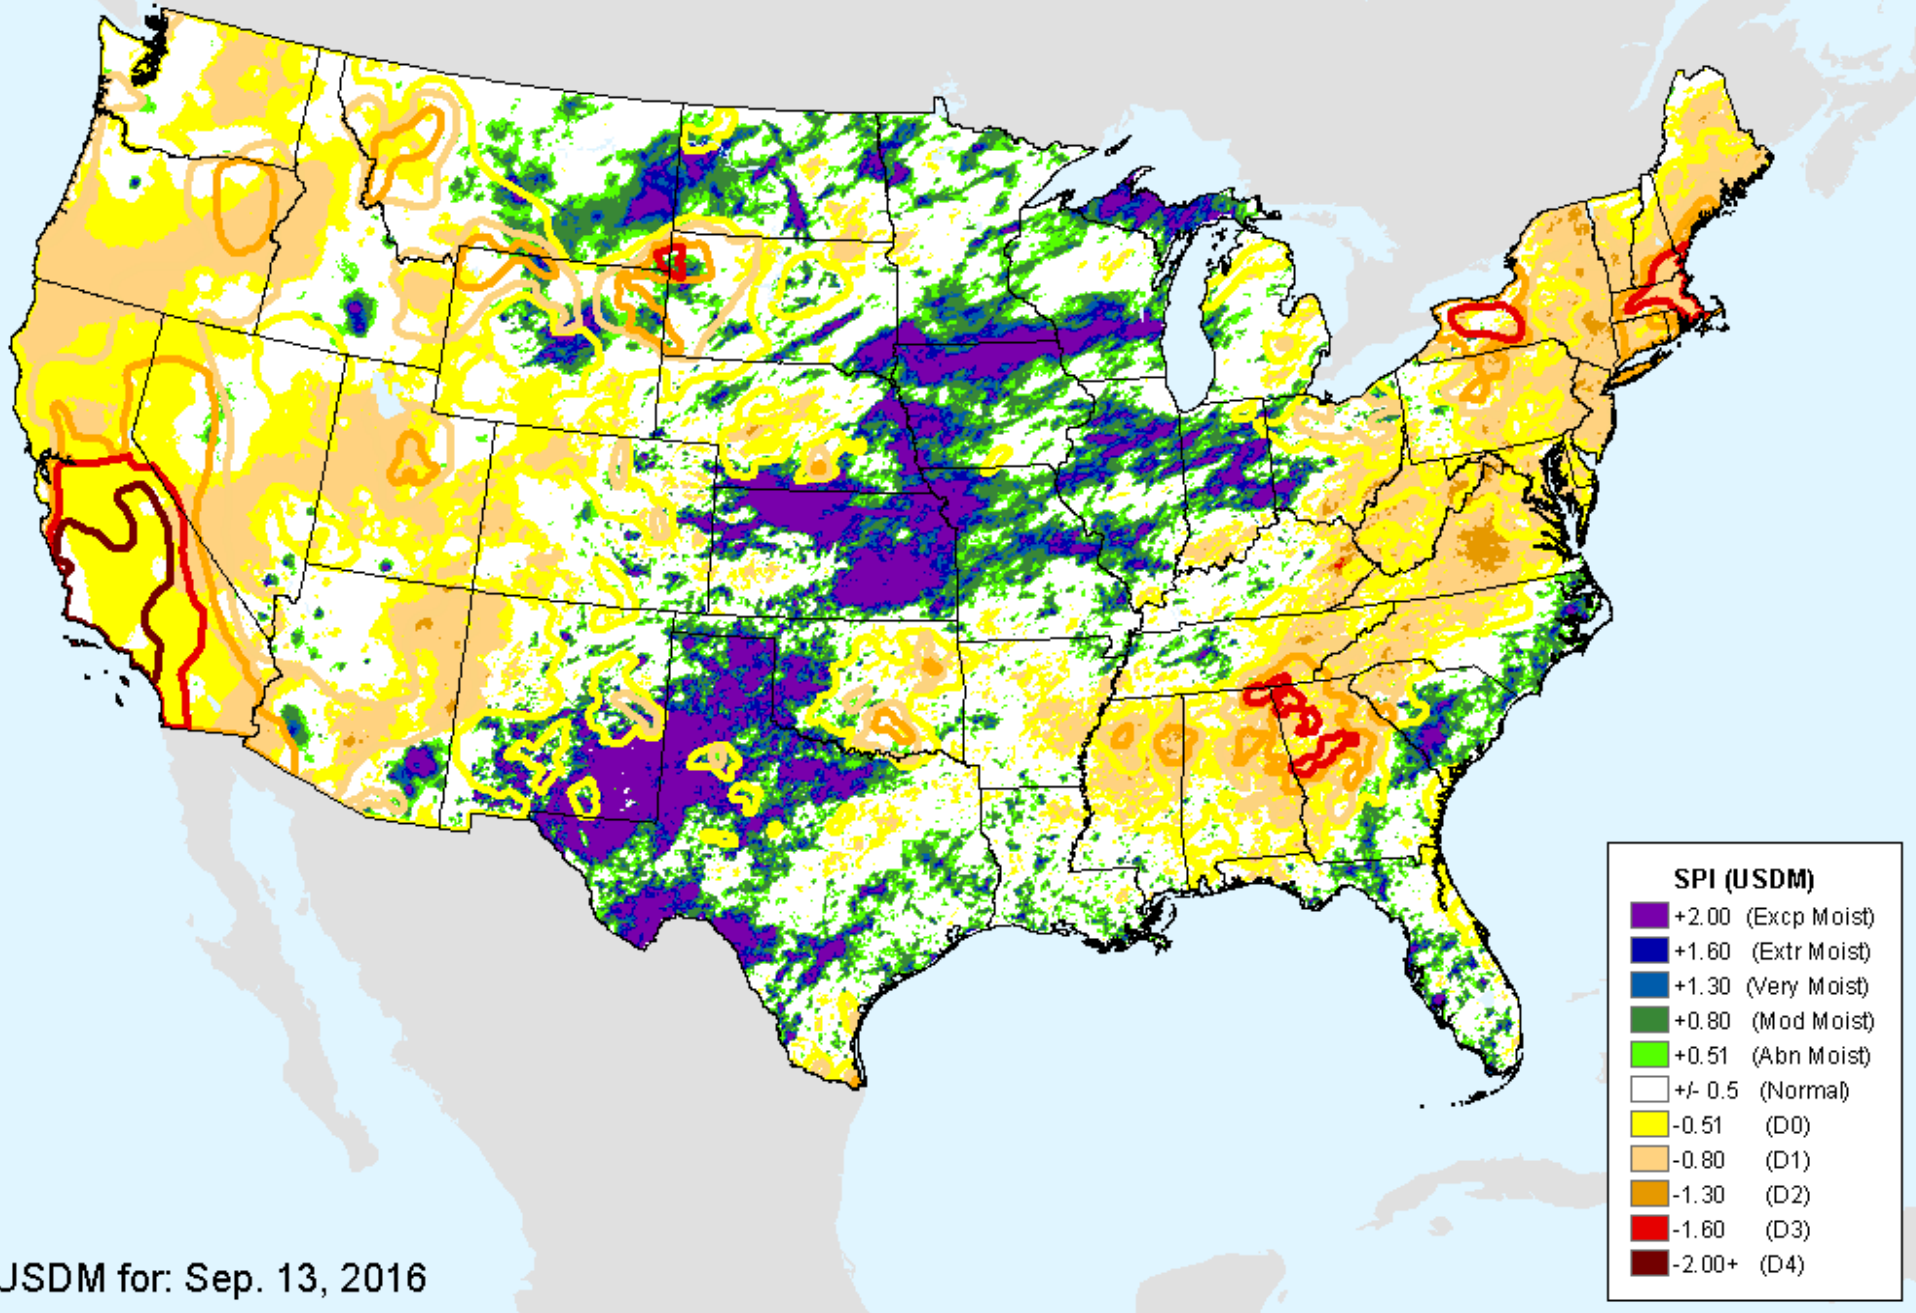 SPI (USDM)
+2.00 (Excp Moist)
+1.60 (Extr Moist)
+1.30 (Very Moist)
+0.80 (Mod Moist)
+0.51 (Abn Moist)
+/- 0.5 (Normal)
-0.51 (D0)
-0.80 (D1)
-1.30 (D2)
-1.60 (D3)
-2.00+ (D4)
USDM for: Sep. 13, 2016